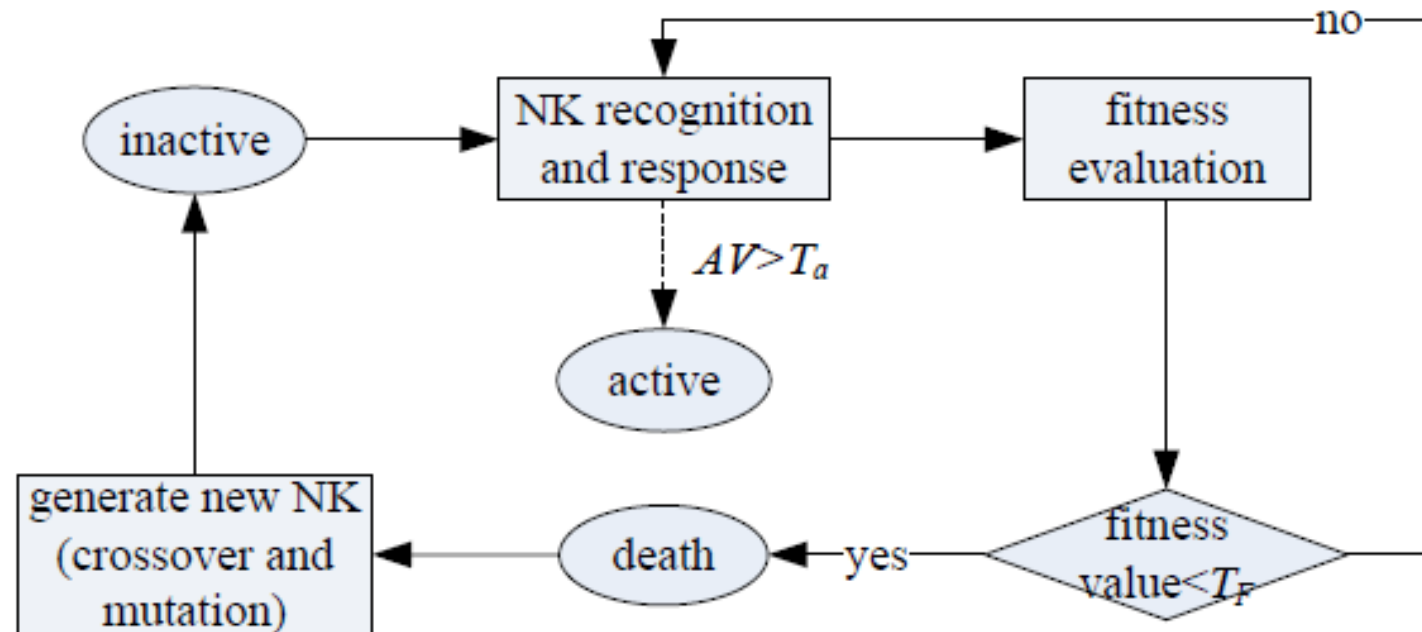 no
inactive
NK recognition
and response
fitness
evaluation
AV>Ta
active
generate new NK
(crossover and
mutation)
death
yes
fitness
value<TF